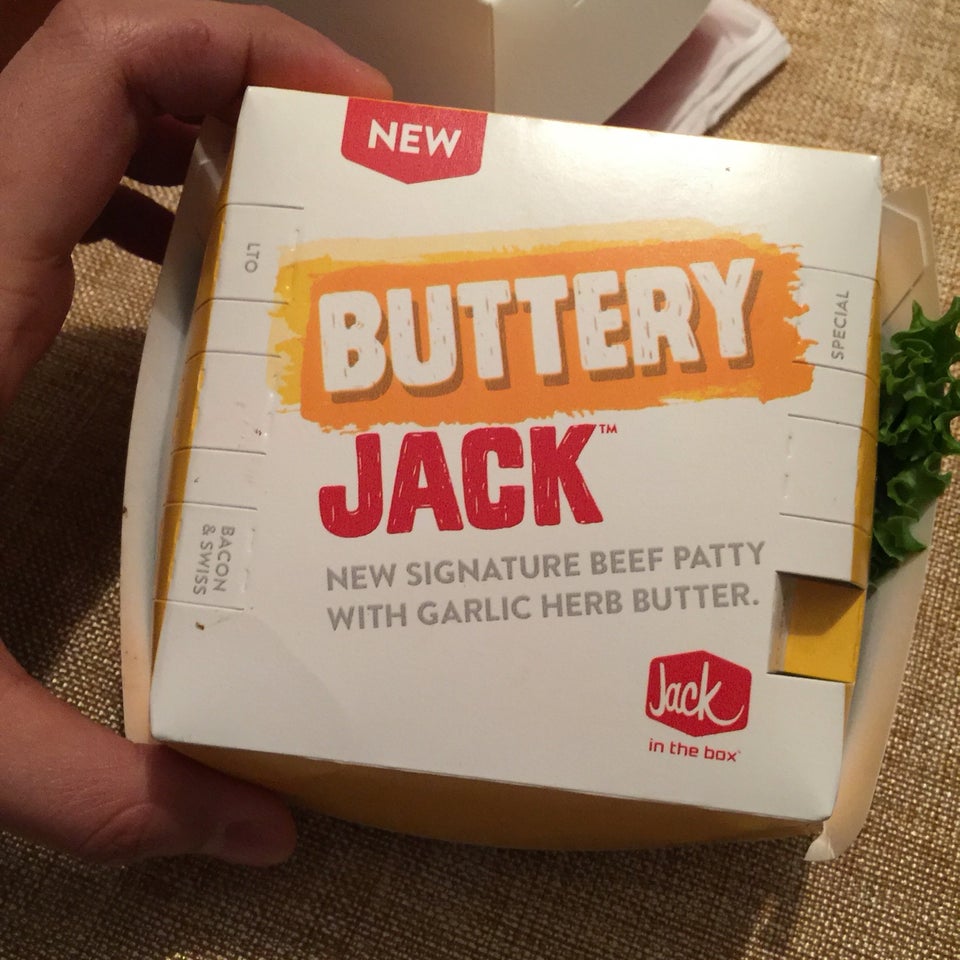 NEW
LTO
BUTTERY
SPECIAL
JACK™
BACON
& SWISS
NEW SIGNATURE BEEF PATTY
WITH GARLIC HERB BUTTER.
Jack
in the box